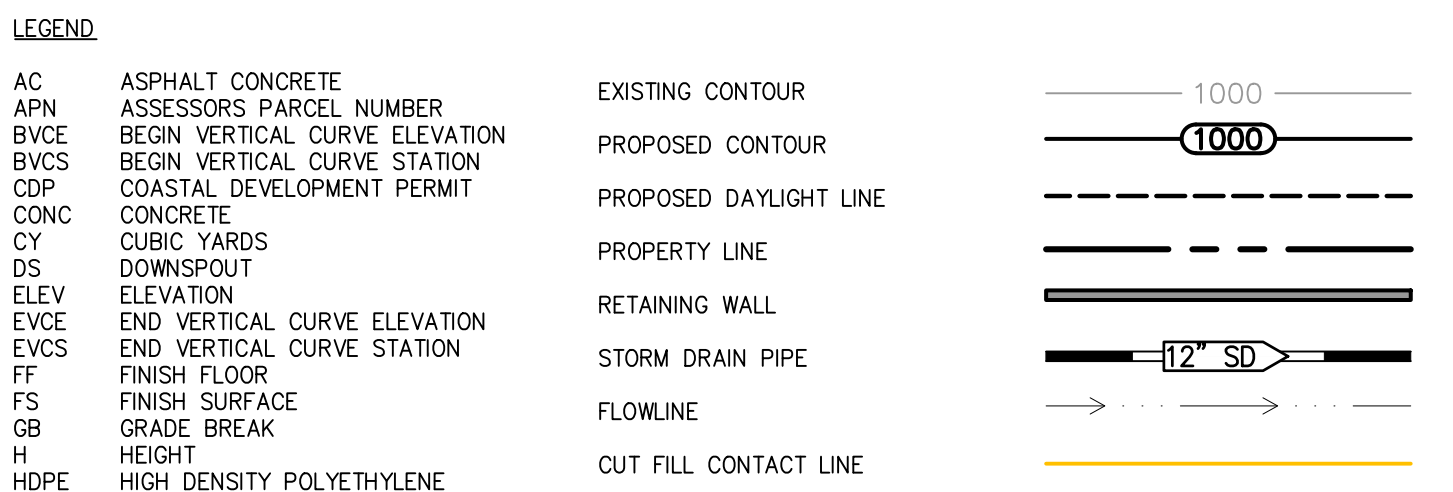 LEGEND
AC ASPHALT CONCRETE
APN ASSESSORS PARCEL NUMBER
BVCE BEGIN VERTICAL CURVE ELEVATION
BVCS BEGIN VERTICAL CURVE STATION
CDP COASTAL DEVELOPMENT PERMIT
CONC CONCRETE
CY CUBIC YARDS
DS DOWNSPOUT
ELEV ELEVATION
EVCE END VERTICAL CURVE ELEVATION
EVCS END VERTICAL CURVE STATION
FF FINISH FLOOR
FS FINISH SURFACE
GB GRADE BREAK
H HEIGHT
HDPE HIGH DENSITY POLYETHYLENE
EXISTING CONTOUR 1000
PROPOSED CONTOUR 1000
PROPOSED DAYLIGHT LINE
PROPERTY LINE
RETAINING WALL
STORM DRAIN PIPE 12" SD
FLOWLINE
CUT FILL CONTACT LINE